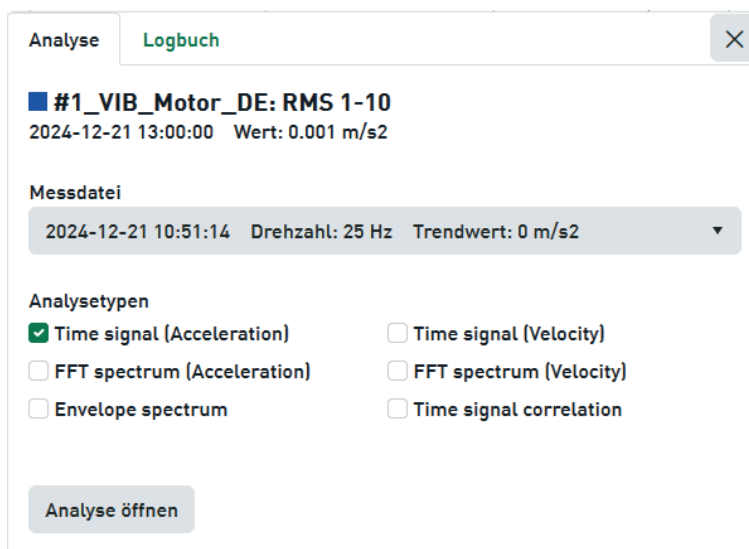 Analyse Logbuch
#1_VIB_Motor_DE: RMS 1-10
2024-12-21 13:00:00 Wert: 0.001 m/s2
Messdatei
2024-12-21 10:51:14 Drehzahl: 25 Hz Trendwert: 0 m/s2
Analysetypen
Time signal (Acceleration) Time signal (Velocity)
FFT spectrum (Acceleration) FFT spectrum (Velocity)
Envelope spectrum Time signal correlation
Analyse öffnen